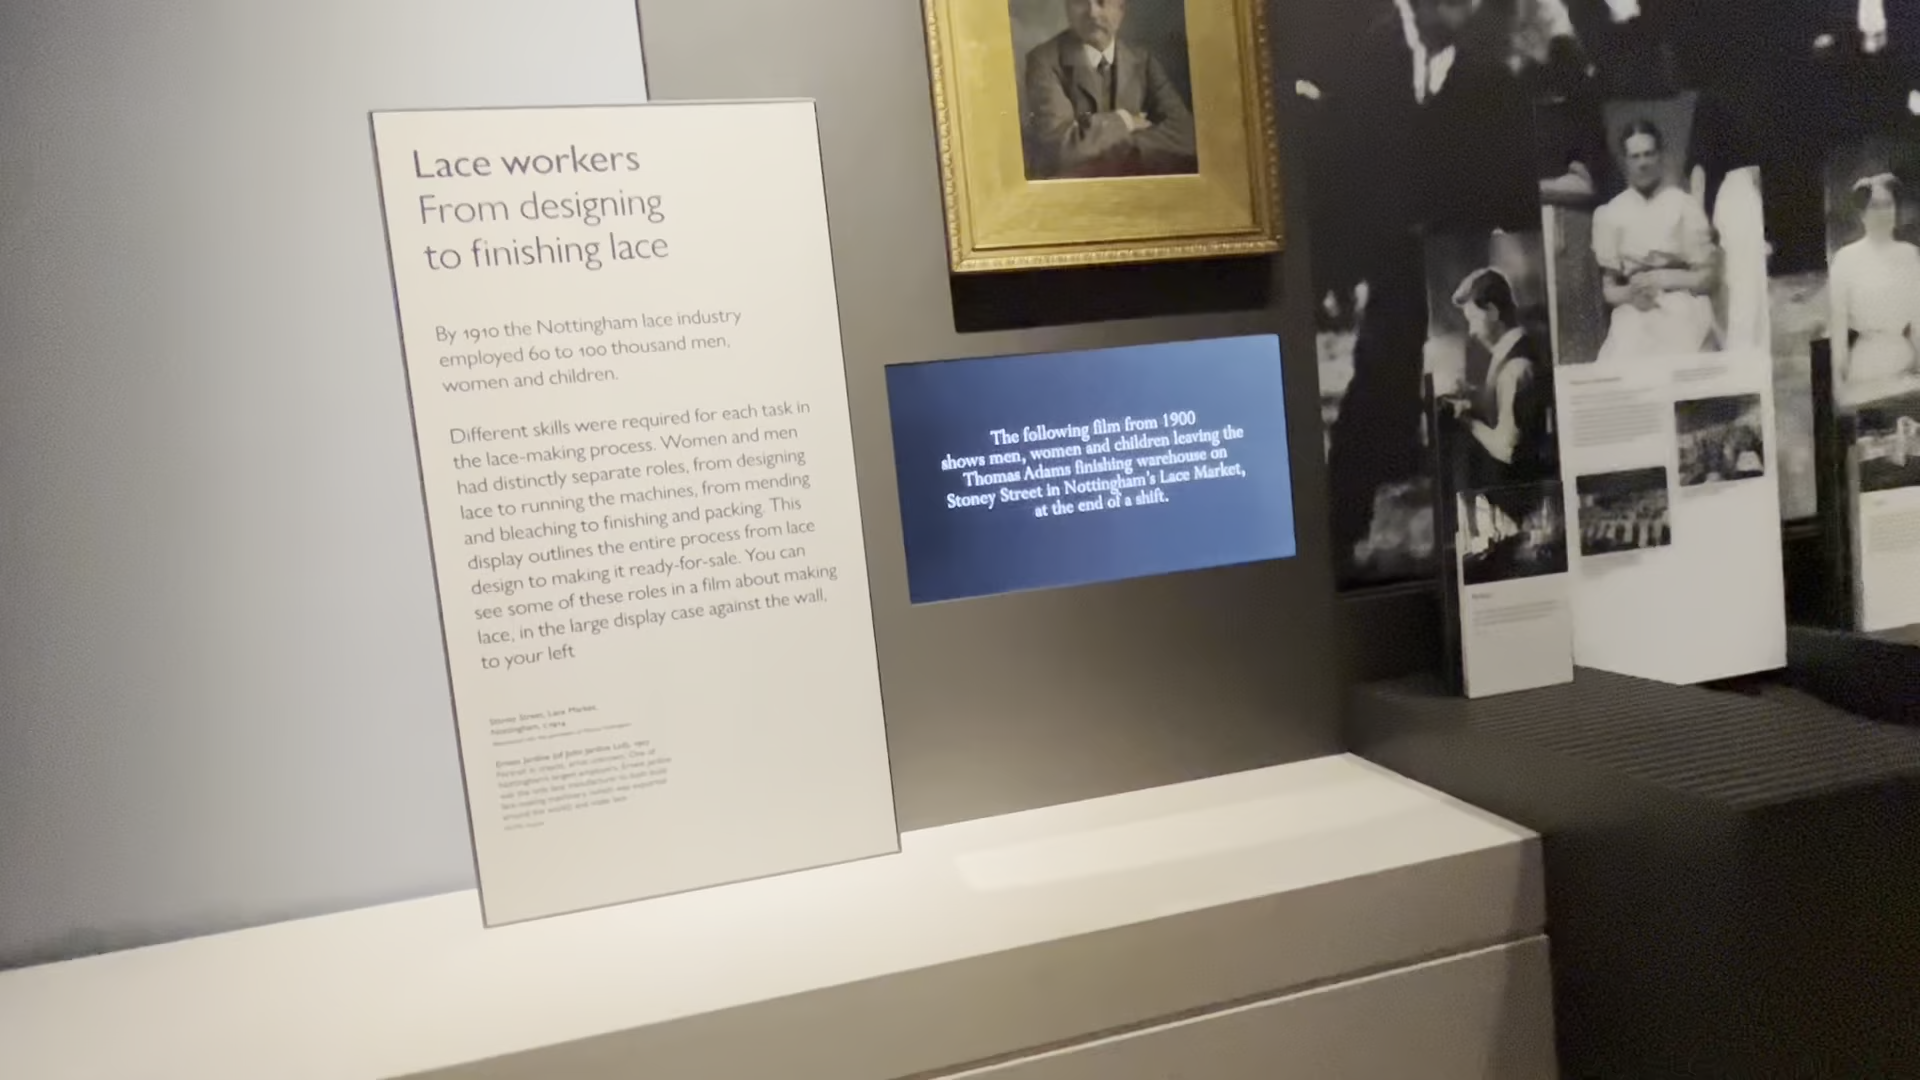 Lace workers
From designing
to finishing lace
By 1910 the Nottingham lace industry
employed 60 to 100 thousand men,
women and children.
Different skills were required for each task in
the lace-making process. Women and men
had distinctly separate roles, from designing
lace to running the machines, from mending
and bleaching to finishing and packing. This
display outlines the entire process from lace
design to making it ready-for-sale. You can
see some of these roles in a film about making
lace, in the large display case against the wall,
to your left
Stoney Street, Lace Market,
Nottingham,
The following film from 1900
shows men, women and children leaving the
Thomas Adams finishing warehouse on
Stoney Street in Nottingham's Lace Market,
at the end of a shift.